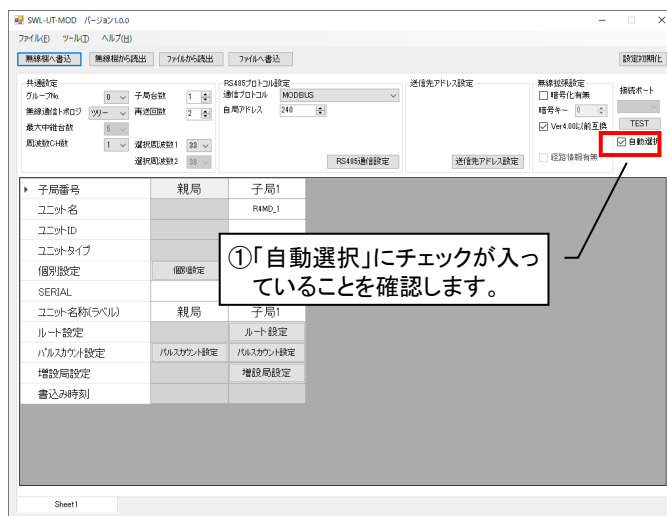 SWL-UT-MOD バージョン1.0.0
ファイル(F) ツール(D) ヘルプ(H)
無線機へ書込 無線機から読出 ファイルから読出 ファイルへ書込 設定初期化
共通設定 RS485プロトコル設定 送信先アドレス設定 無線拡張設定
グループNo. 0 子局台数 1 通信プロトコル MODBUS 暗号化有無 接続ポート
無線通信トポロジ ツリー 再送回数 2 自局アドレス 240 暗号キー 0
最大中継台数 5 Ver4.00以前互換 TEST
周波数CH数 1 選択周波数1 33 自動選択
選択周波数2 38 RS485通信設定 送信先アドレス設定 経路情報有無
子局番号 親局 子局1
ユニット名 R4MD_1
ユニットID
ユニットタイプ
個別設定 個別設定
SERIAL
ユニット名称(ラベル) 親局 子局1
ルート設定 ルート設定
パルスカウント設定 パルスカウント設定 パルスカウント設定
増設局設定 増設局設定
書込み時刻
①「自動選択」にチェックが入っ
ていることを確認します。
Sheet1